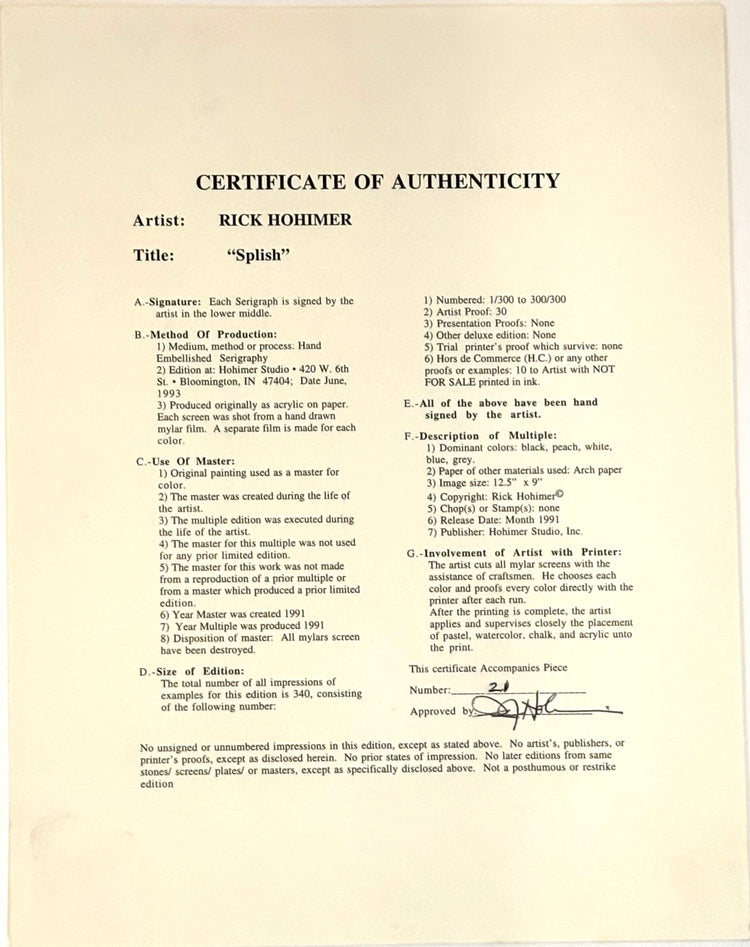 CERTIFICATE OF AUTHENTICITY
Artist: RICK HOHIMER
Title: “Splish”
A.-Signature: Each Serigraph is signed by the
artist in the lower middle.
B.-Method Of Production:
1) Medium, method or process: Hand
Embellished Serigraphy
2) Edition at: Hohimer Studio • 420 W. 6th
St. • Bloomington, IN 47404; Date June,
1993
3) Produced originally as acrylic on paper.
Each screen was shot from a hand drawn
mylar film. A separate film is made for each
color.
C.-Use Of Master:
1) Original painting used as a master for
color.
2) The master was created during the life of
the artist.
3) The multiple edition was executed during
the life of the artist.
4) The master for this multiple was not used
for any prior limited edition.
5) The master for this work was not made
from a reproduction of a prior multiple or
from a master which produced a prior limited
edition.
6) Year Master was created 1991
7) Year Multiple was produced 1991
8) Disposition of master: All mylars screen
have been destroyed.
D.-Size of Edition:
The total number of all impressions of
examples for this edition is 340, consisting
of the following number:
1) Numbered: 1/300 to 300/300
2) Artist Proof: 30
3) Presentation Proofs: None
4) Other deluxe edition: None
5) Trial printer's proof which survive: none
6) Hors de Commerce (H.C.) or any other
proofs or examples: 10 to Artist with NOT
FOR SALE printed in ink.
E.-All of the above have been hand
signed by the artist.
F.-Description of Multiple:
1) Dominant colors: black, peach, white,
blue, grey.
2) Paper of other materials used: Arch paper
3) Image size: 12.5" x 9"
4) Copyright: Rick Hohimer©
5) Chop(s) or Stamp(s): none
6) Release Date: Month 1991
7) Publisher: Hohimer Studio, Inc.
G.-Involvement of Artist with Printer:
The artist cuts all mylar screens with the
assistance of craftsmen. He chooses each
color and proofs every color directly with the
printer after each run.
After the printing is complete, the artist
applies and supervises closely the placement
of pastel, watercolor, chalk, and acrylic unto
the print.
This certificate Accompanies Piece
Number: 21
Approved by
No unsigned or unnumbered impressions in this edition, except as stated above. No artist's, publishers, or
printer's proofs, except as disclosed herein. No prior states of impression. No later editions from same
stones/ screens/ plates/ or masters, except as specifically disclosed above. Not a posthumous or restrike
edition